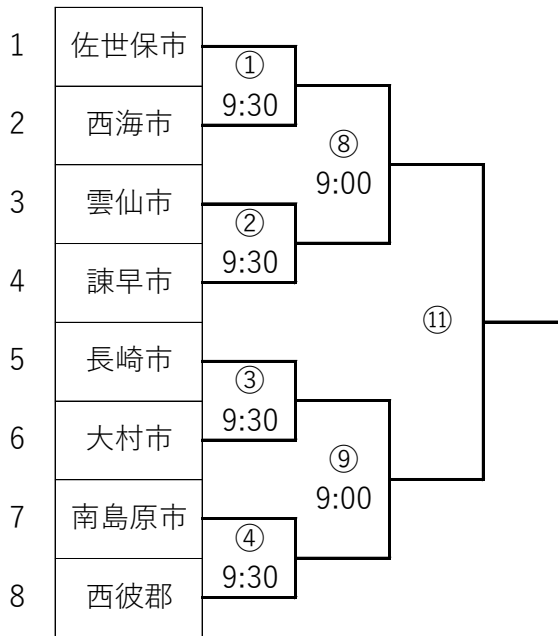 1 佐世保市
① 9:30
2 西海市
⑧ 9:00
3 雲仙市
② 9:30
4 諫早市
⑪
5 長崎市
③ 9:30
6 大村市
⑨ 9:00
7 南島原市
④ 9:30
8 西彼郡